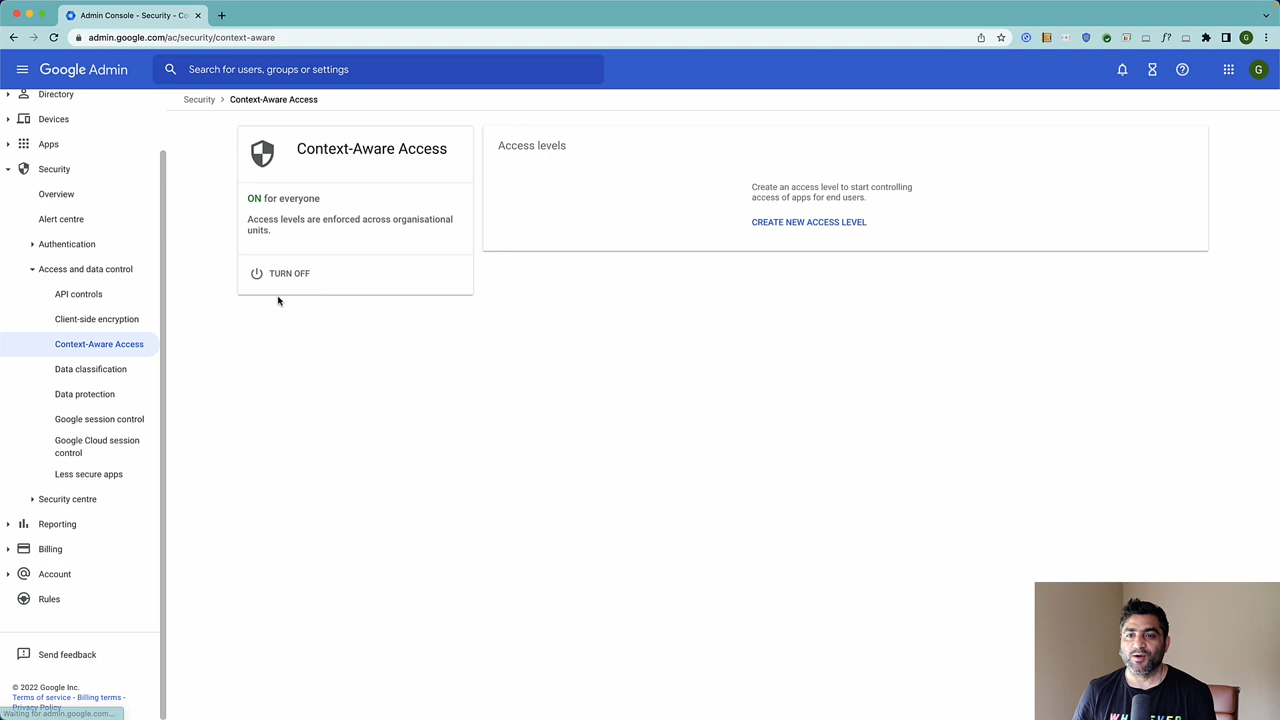 Admin Console - Security - Co
admin.google.com/ac/security/context-aware
Google Admin
Search for users, groups or settings
G
G
Directory
Devices
Apps
Security
Overview
Alert centre
Authentication
Access and data control
API controls
Client-side encryption
Context-Aware Access
Data classification
Data protection
Google session control
Google Cloud session
control
Less secure apps
Security centre
Reporting
Billing
Account
Rules
Send feedback
© 2022 Google Inc.
Terms of service - Billing terms -
Privacy Policy
Waiting for admin.google.com...
Security > Context-Aware Access
Context-Aware Access
ON for everyone
Access levels are enforced across organisational
units.
TURN OFF
Access levels
Create an access level to start controlling
access of apps for end users.
CREATE NEW ACCESS LEVEL